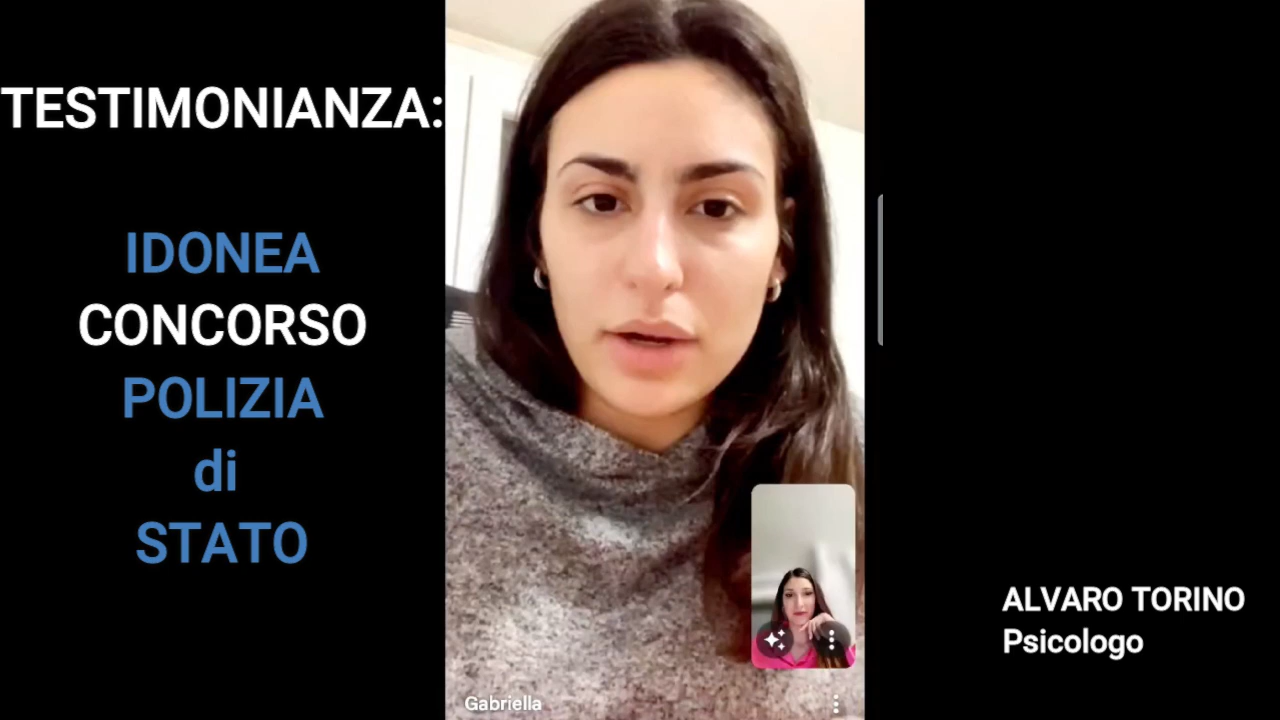 TESTIMONIANZA:
IDONEA
CONCORSO
POLIZIA
di
STATO
ALVARO TORINO
Psicologo
Gabriella